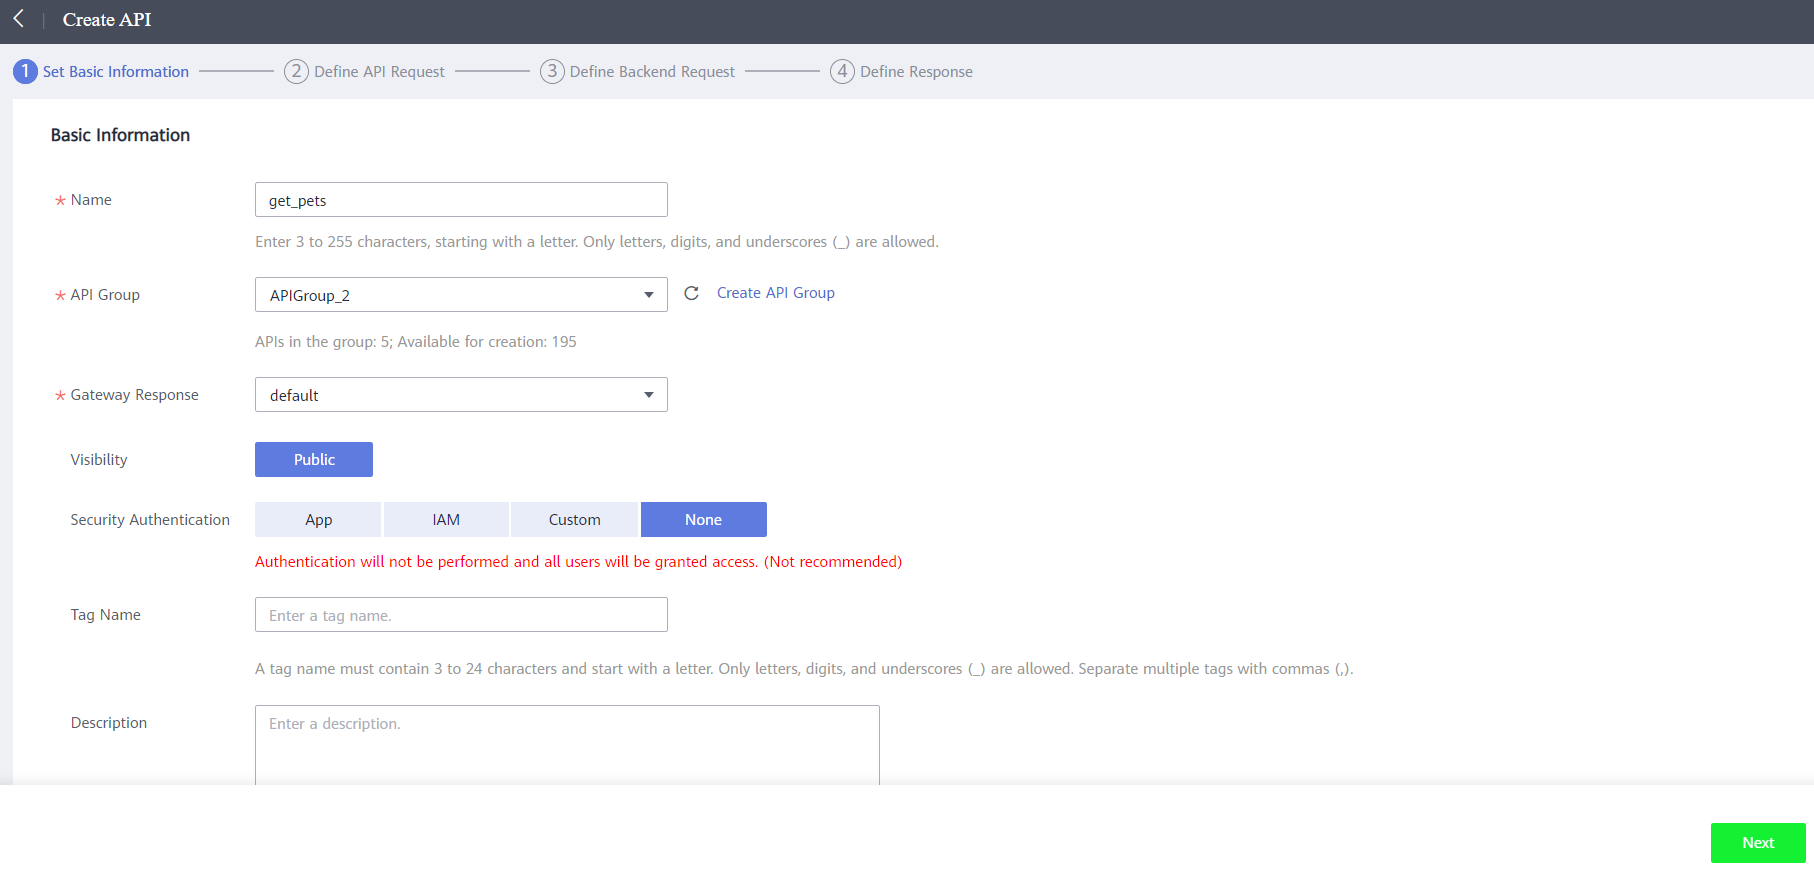 Create API
1 Set Basic Information 2 Define API Request 3 Define Backend Request 4 Define Response
Basic Information
* Name get_pets
Enter 3 to 255 characters, starting with a letter. Only letters, digits, and underscores (_) are allowed.
* API Group APIGroup_2 Create API Group
APIs in the group: 5; Available for creation: 195
* Gateway Response default
Visibility Public
Security Authentication App IAM Custom None
Authentication will not be performed and all users will be granted access. (Not recommended)
Tag Name Enter a tag name.
A tag name must contain 3 to 24 characters and start with a letter. Only letters, digits, and underscores (_) are allowed. Separate multiple tags with commas (,).
Description Enter a description.
Next